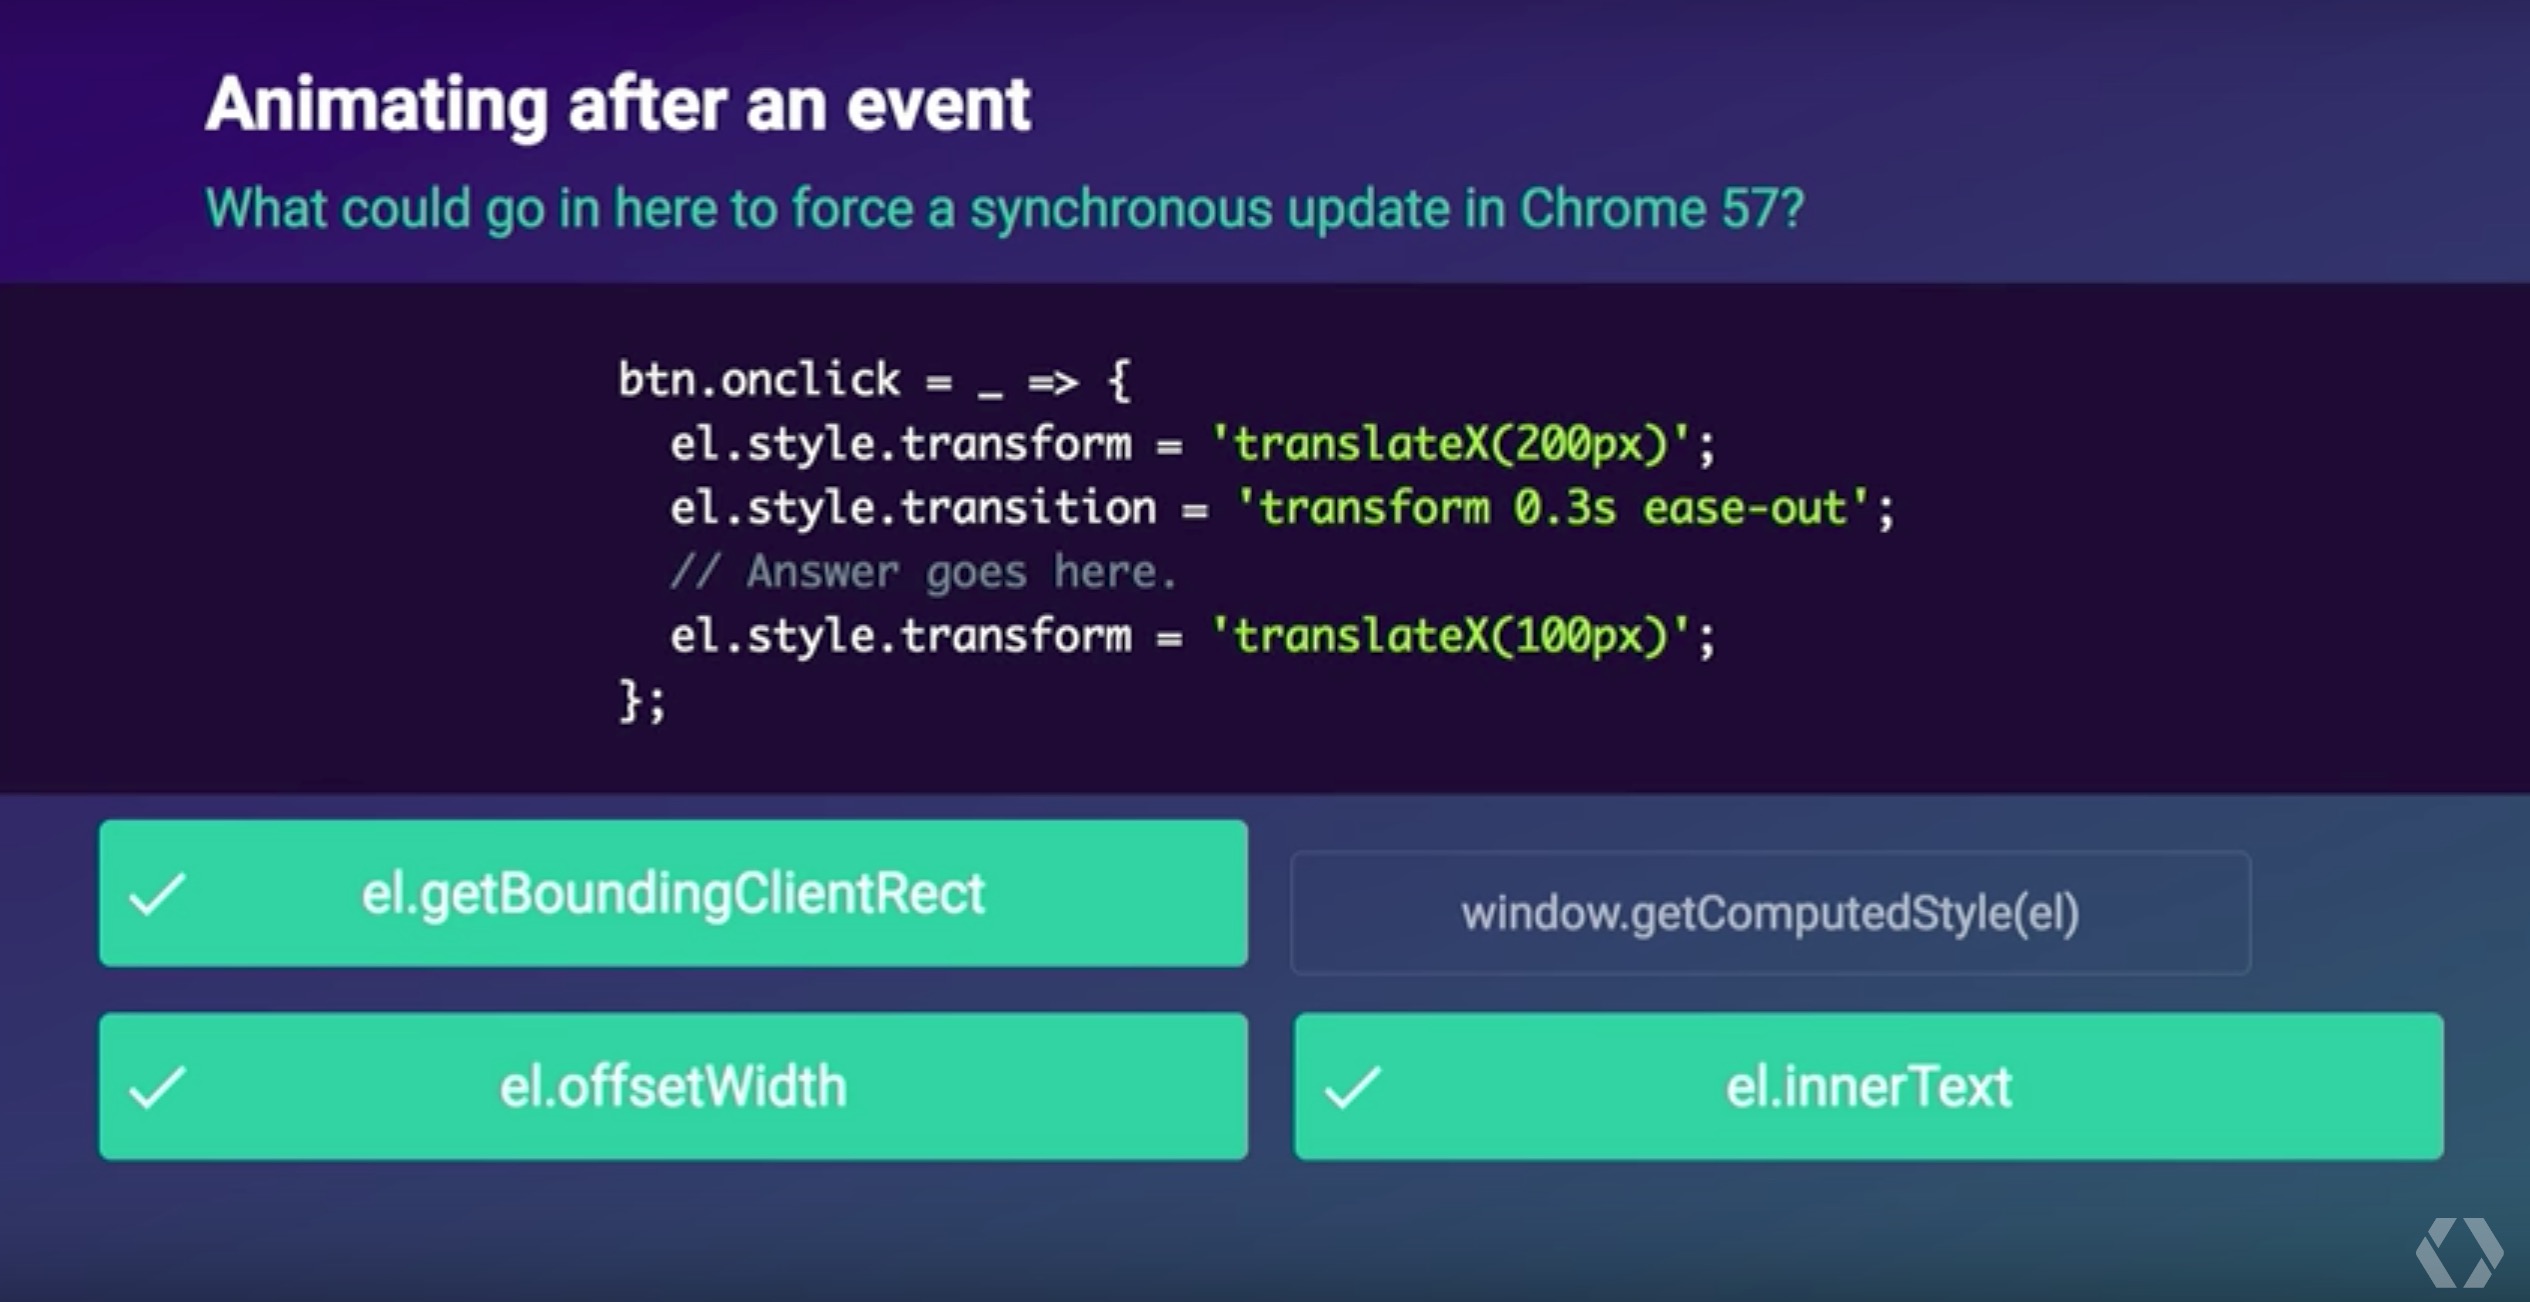 Animating after an event
What could go in here to force a synchronous update in Chrome 57?
btn.onclick = _ => {
  el.style.transform = 'translateX(200px)';
  el.style.transition = 'transform 0.3s ease-out';
  // Answer goes here.
  el.style.transform = 'translateX(100px)';
};
el.getBoundingClientRect
window.getComputedStyle(el)
el.offsetWidth
el.innerText